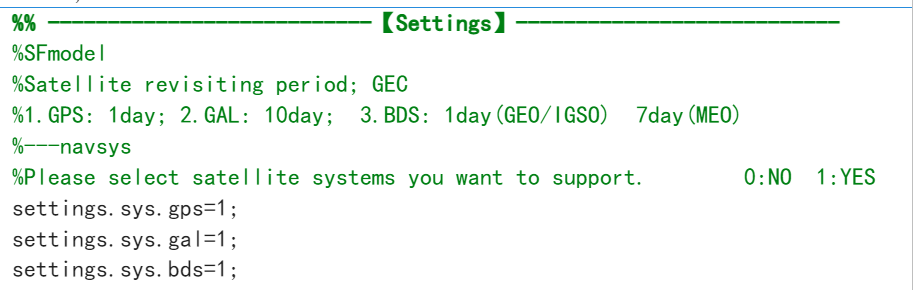 %% --------------------------- 【Settings】 ---------------------------
%SFmodel
%Satellite revisiting period; GEC
%1.GPS: 1day; 2.GAL: 10day;  3.BDS: 1day(GEO/IGSO)  7day(MEO)
%---navsys
%Please select satellite systems you want to support.        0:NO  1:YES
settings.sys.gps=1;
settings.sys.gal=1;
settings.sys.bds=1;